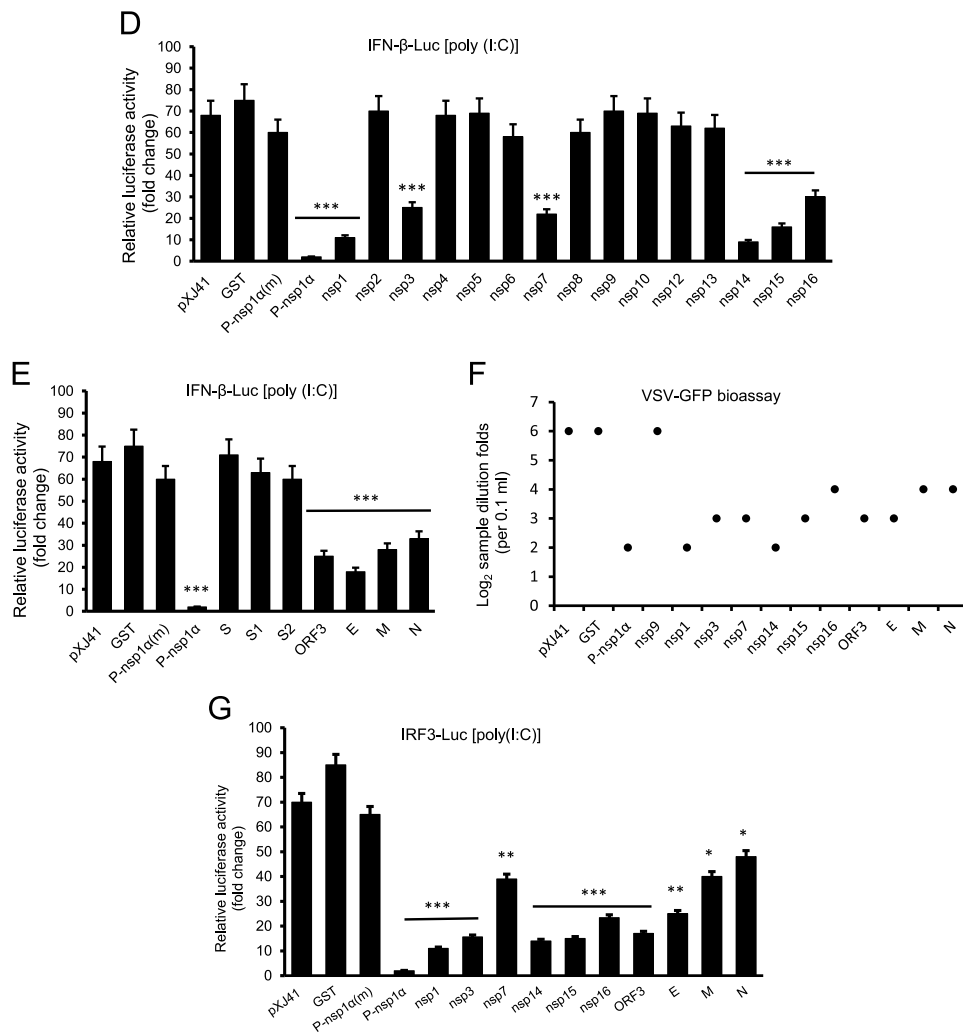 D
IFN-β-Luc [poly (I:C)]
Relative luciferase activity
(fold change)
100
90
80
70
60
50
40
30
20
10
0
***
***
***
***
pXJ41
GST
P-nsp1α(m)
P-nsp1α
nsp1
nsp2
nsp3
nsp4
nsp5
nsp6
nsp7
nsp8
nsp9
nsp10
nsp12
nsp13
nsp14
nsp15
nsp16
E
IFN-β-Luc [poly (I:C)]
Relative luciferase activity
(fold change)
100
90
80
70
60
50
40
30
20
10
0
***
***
pXJ41
GST
P-nsp1α(m)
P-nsp1α
S
S1
S2
ORF3
E
M
N
F
VSV-GFP bioassay
Log2 sample dilution folds
(per 0.1 ml)
7
6
5
4
3
2
1
0
pXJ41
GST
P-nsp1α
nsp9
nsp1
nsp3
nsp7
nsp14
nsp15
nsp16
ORF3
E
M
N
G
IRF3-Luc [poly(I:C)]
Relative luciferase activity
(fold change)
100
90
80
70
60
50
40
30
20
10
0
***
**
***
**
*
*
pXJ41
GST
P-nsp1α(m)
P-nsp1α
nsp1
nsp3
nsp7
nsp14
nsp15
nsp16
ORF3
E
M
N